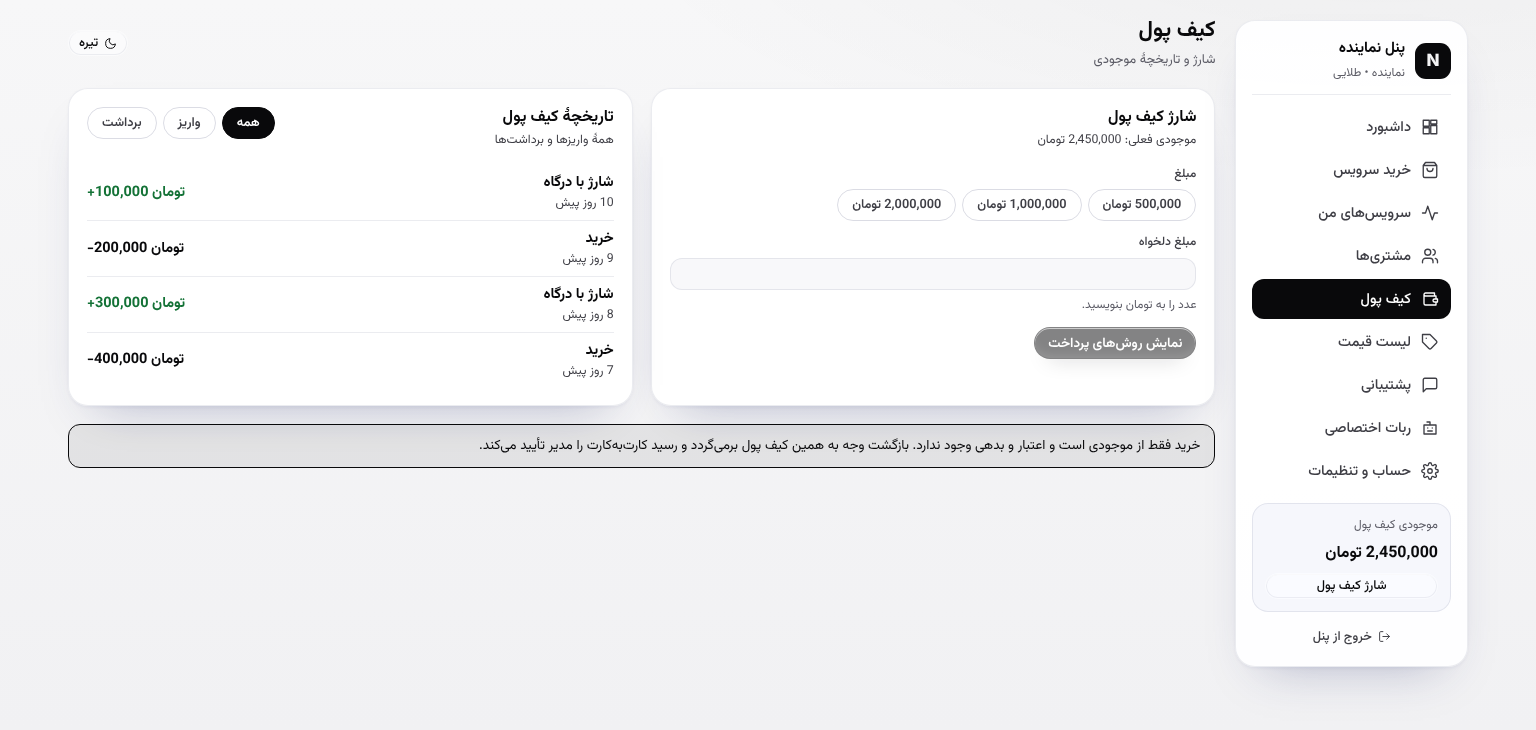 N
پنل نماینده
نماینده • طلایی
داشبورد
خرید سرویس
سرویس‌های من
مشتری‌ها
کیف پول
لیست قیمت
پشتیبانی
ربات اختصاصی
حساب و تنظیمات
موجودی کیف پول
2,450,000 تومان
شارژ کیف پول
خروج از پنل
کیف پول
شارژ و تاریخچهٔ موجودی
تیره
شارژ کیف پول
موجودی فعلی: 2,450,000 تومان
مبلغ
500,000 تومان
1,000,000 تومان
2,000,000 تومان
مبلغ دلخواه
عدد را به تومان بنویسید.
نمایش روش‌های پرداخت
تاریخچهٔ کیف پول
همهٔ واریزها و برداشت‌ها
همه
واریز
برداشت
شارژ با درگاه
10 روز پیش
+100,000 تومان
خرید
9 روز پیش
-200,000 تومان
شارژ با درگاه
8 روز پیش
+300,000 تومان
خرید
7 روز پیش
-400,000 تومان
خرید فقط از موجودی است و اعتبار و بدهی وجود ندارد. بازگشت وجه به همین کیف پول برمی‌گردد و رسید کارت‌به‌کارت را مدیر تأیید می‌کند.